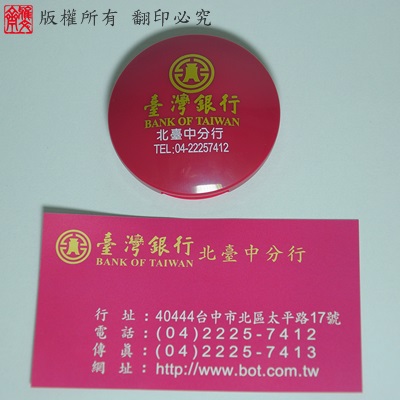 版權所有 翻印必究
臺灣銀行
BANK OF TAIWAN
北臺中分行
TEL:04-22257412
臺灣銀行 北臺中分行
BANK OF TAIWAN
行 址：40444台中市北區太平路17號
電 話：(04)2225-7412
傳 真：(04)2225-7413
網 址：http://www.bot.com.tw